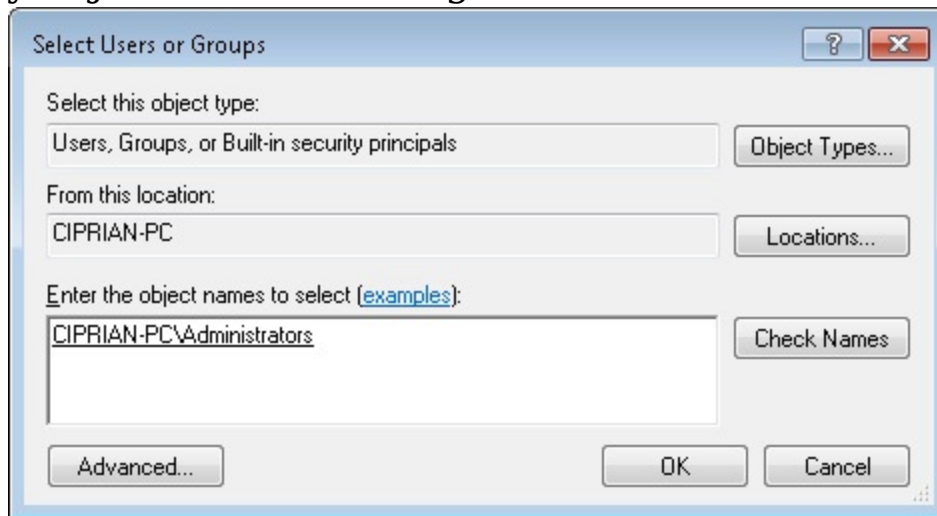 Select Users or Groups
Select this object type:
Users, Groups, or Built-in security principals
Object Types...
From this location:
CIPRIAN-PC
Locations...
Enter the object names to select (examples):
CIPRIAN-PC\Administrators
Check Names
Advanced...
OK
Cancel